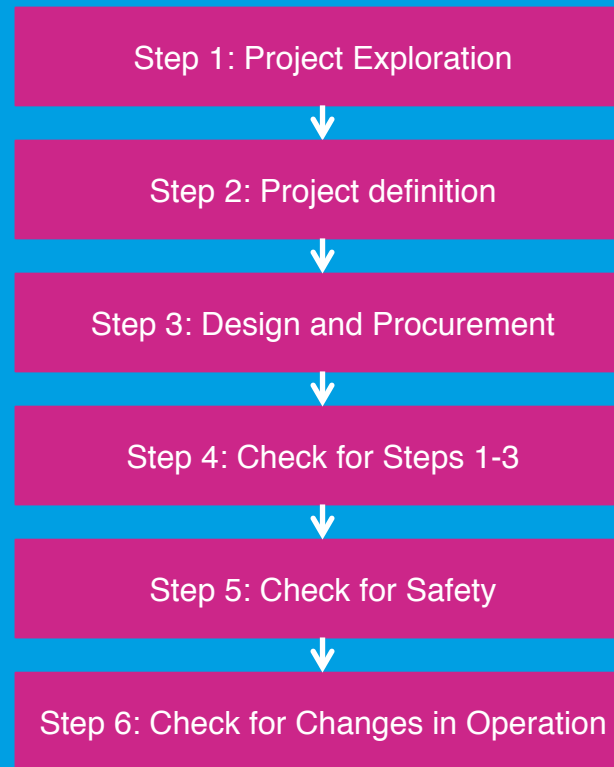 Step 1: Project Exploration
Step 2: Project definition
Step 3: Design and Procurement
Step 4: Check for Steps 1-3
Step 5: Check for Safety
Step 6: Check for Changes in Operation